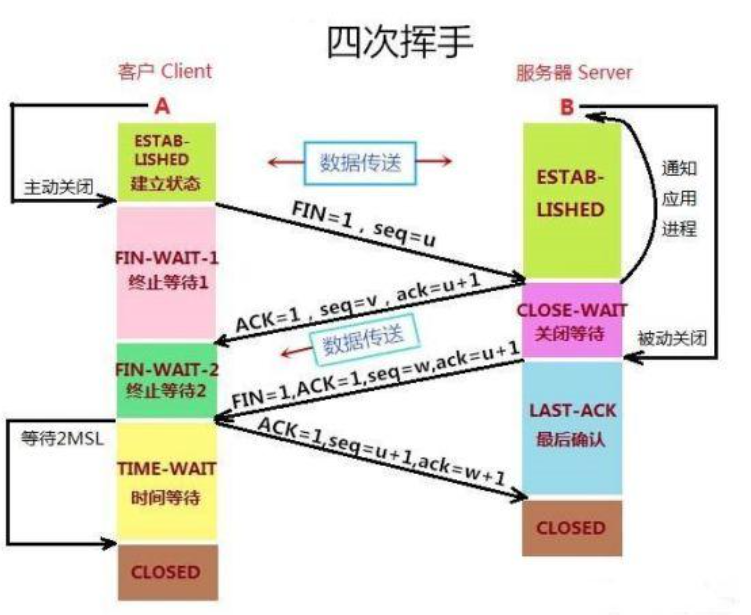 四次挥手
客户 Client
服务器 Server
A
B
ESTAB-
LISHED
建立状态
数据传送
ESTAB-
LISHED
通知
应用
进程
主动关闭
FIN=1，seq=u
FIN-WAIT-1
终止等待1
ACK=1，seq=v，ack=u+1
CLOSE-WAIT
关闭等待
数据传送
被动关闭
FIN-WAIT-2
终止等待2
FIN=1,ACK=1,seq=w,ack=u+1
LAST-ACK
最后确认
等待2MSL
ACK=1,seq=u+1,ack=w+1
TIME-WAIT
时间等待
CLOSED
CLOSED